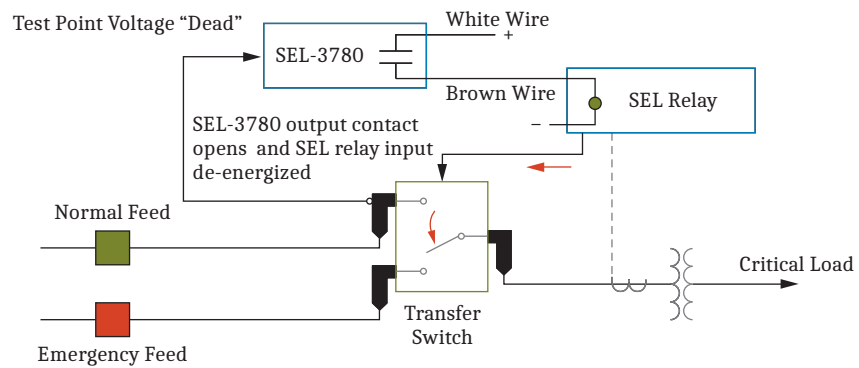 Test Point Voltage “Dead”
SEL-3780
White Wire
+
Brown Wire
−
SEL Relay
SEL-3780 output contact
opens and SEL relay input
de-energized
Normal Feed
Emergency Feed
Transfer
Switch
Critical Load